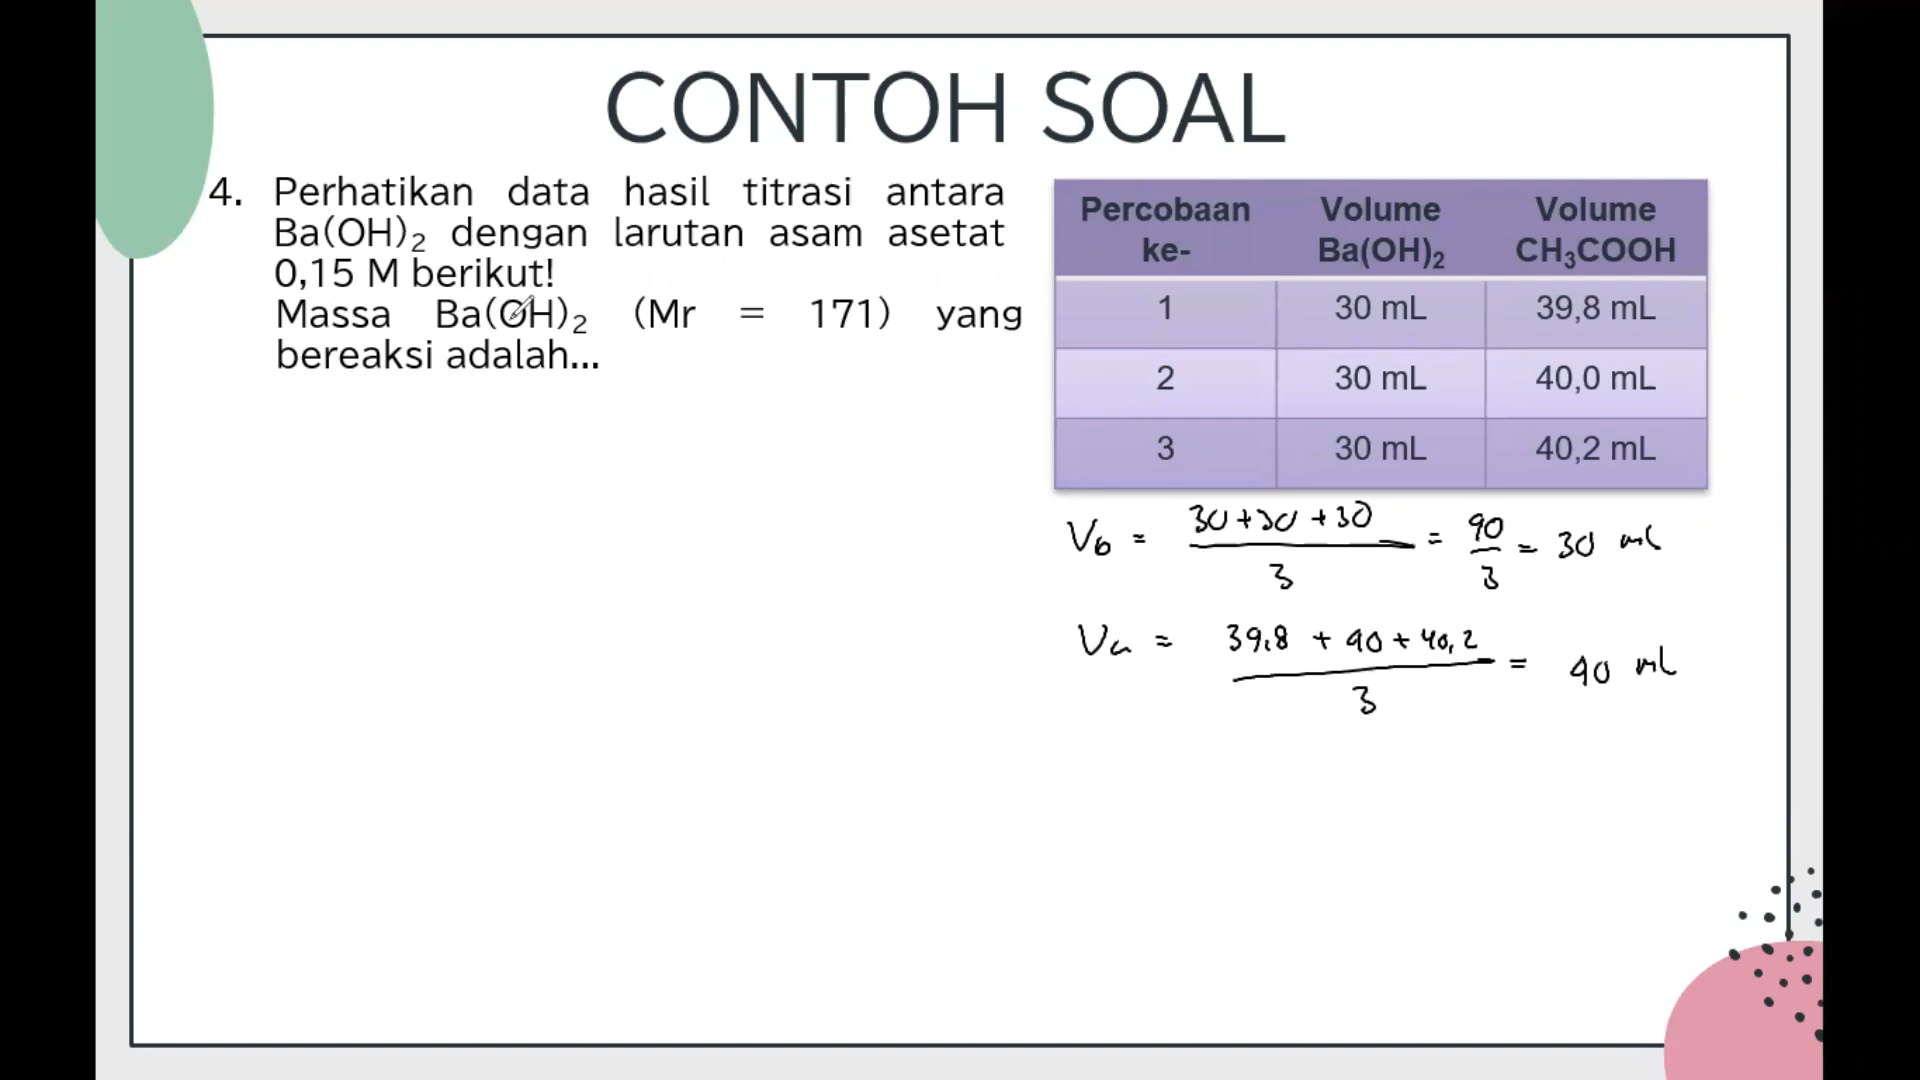 CONTOH SOAL
4. Perhatikan data hasil titrasi antara
Ba(OH)₂ dengan larutan asam asetat
0,15 M berikut!
Massa Ba(OH)₂ (Mr = 171) yang
bereaksi adalah...
Percobaan ke- Volume Ba(OH)₂ Volume CH₃COOH
1 30 mL 39,8 mL
2 30 mL 40,0 mL
3 30 mL 40,2 mL
Vb = 30+30+30 / 3 = 90 / 3 = 30 ml
Va = 39,8 + 40 + 40,2 / 3 = 40 ml